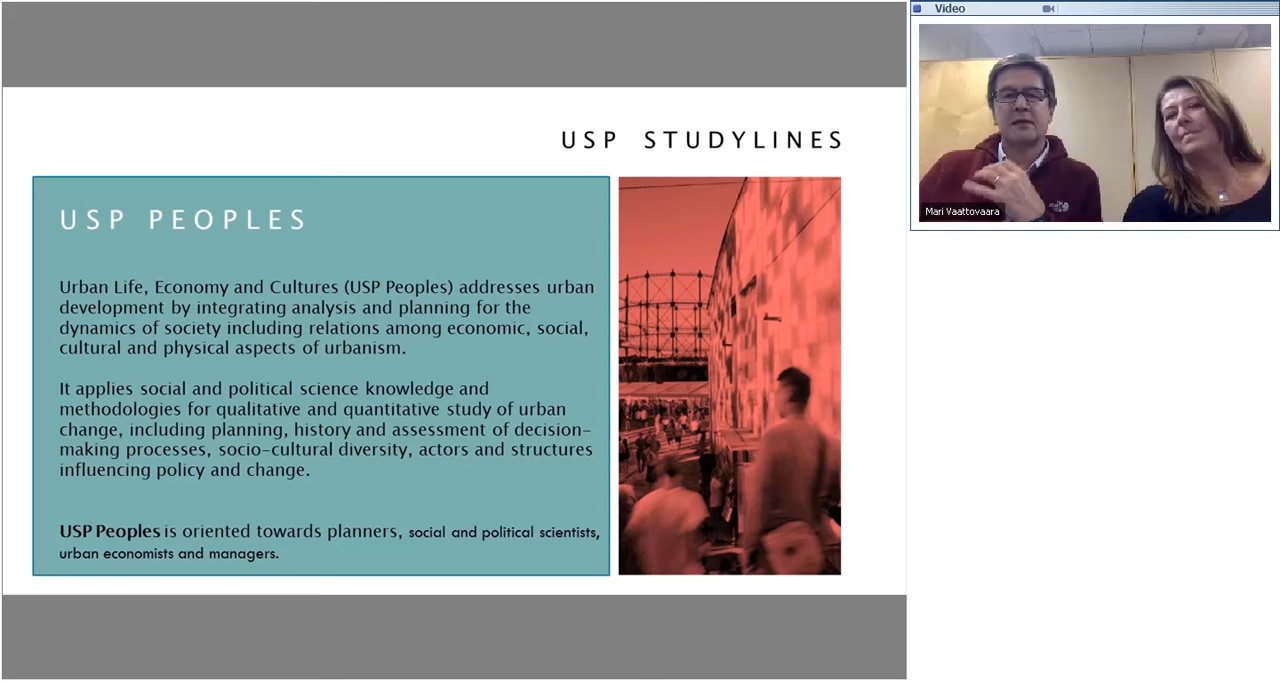 USP STUDYLINES
USP PEOPLES
Urban Life, Economy and Cultures (USP Peoples) addresses urban
development by integrating analysis and planning for the
dynamics of society including relations among economic, social,
cultural and physical aspects of urbanism.
It applies social and political science knowledge and
methodologies for qualitative and quantitative study of urban
change, including planning, history and assessment of decision-
making processes, socio-cultural diversity, actors and structures
influencing policy and change.
USP Peoples is oriented towards planners, social and political scientists,
urban economists and managers.
Video
Mari Vaattovaara